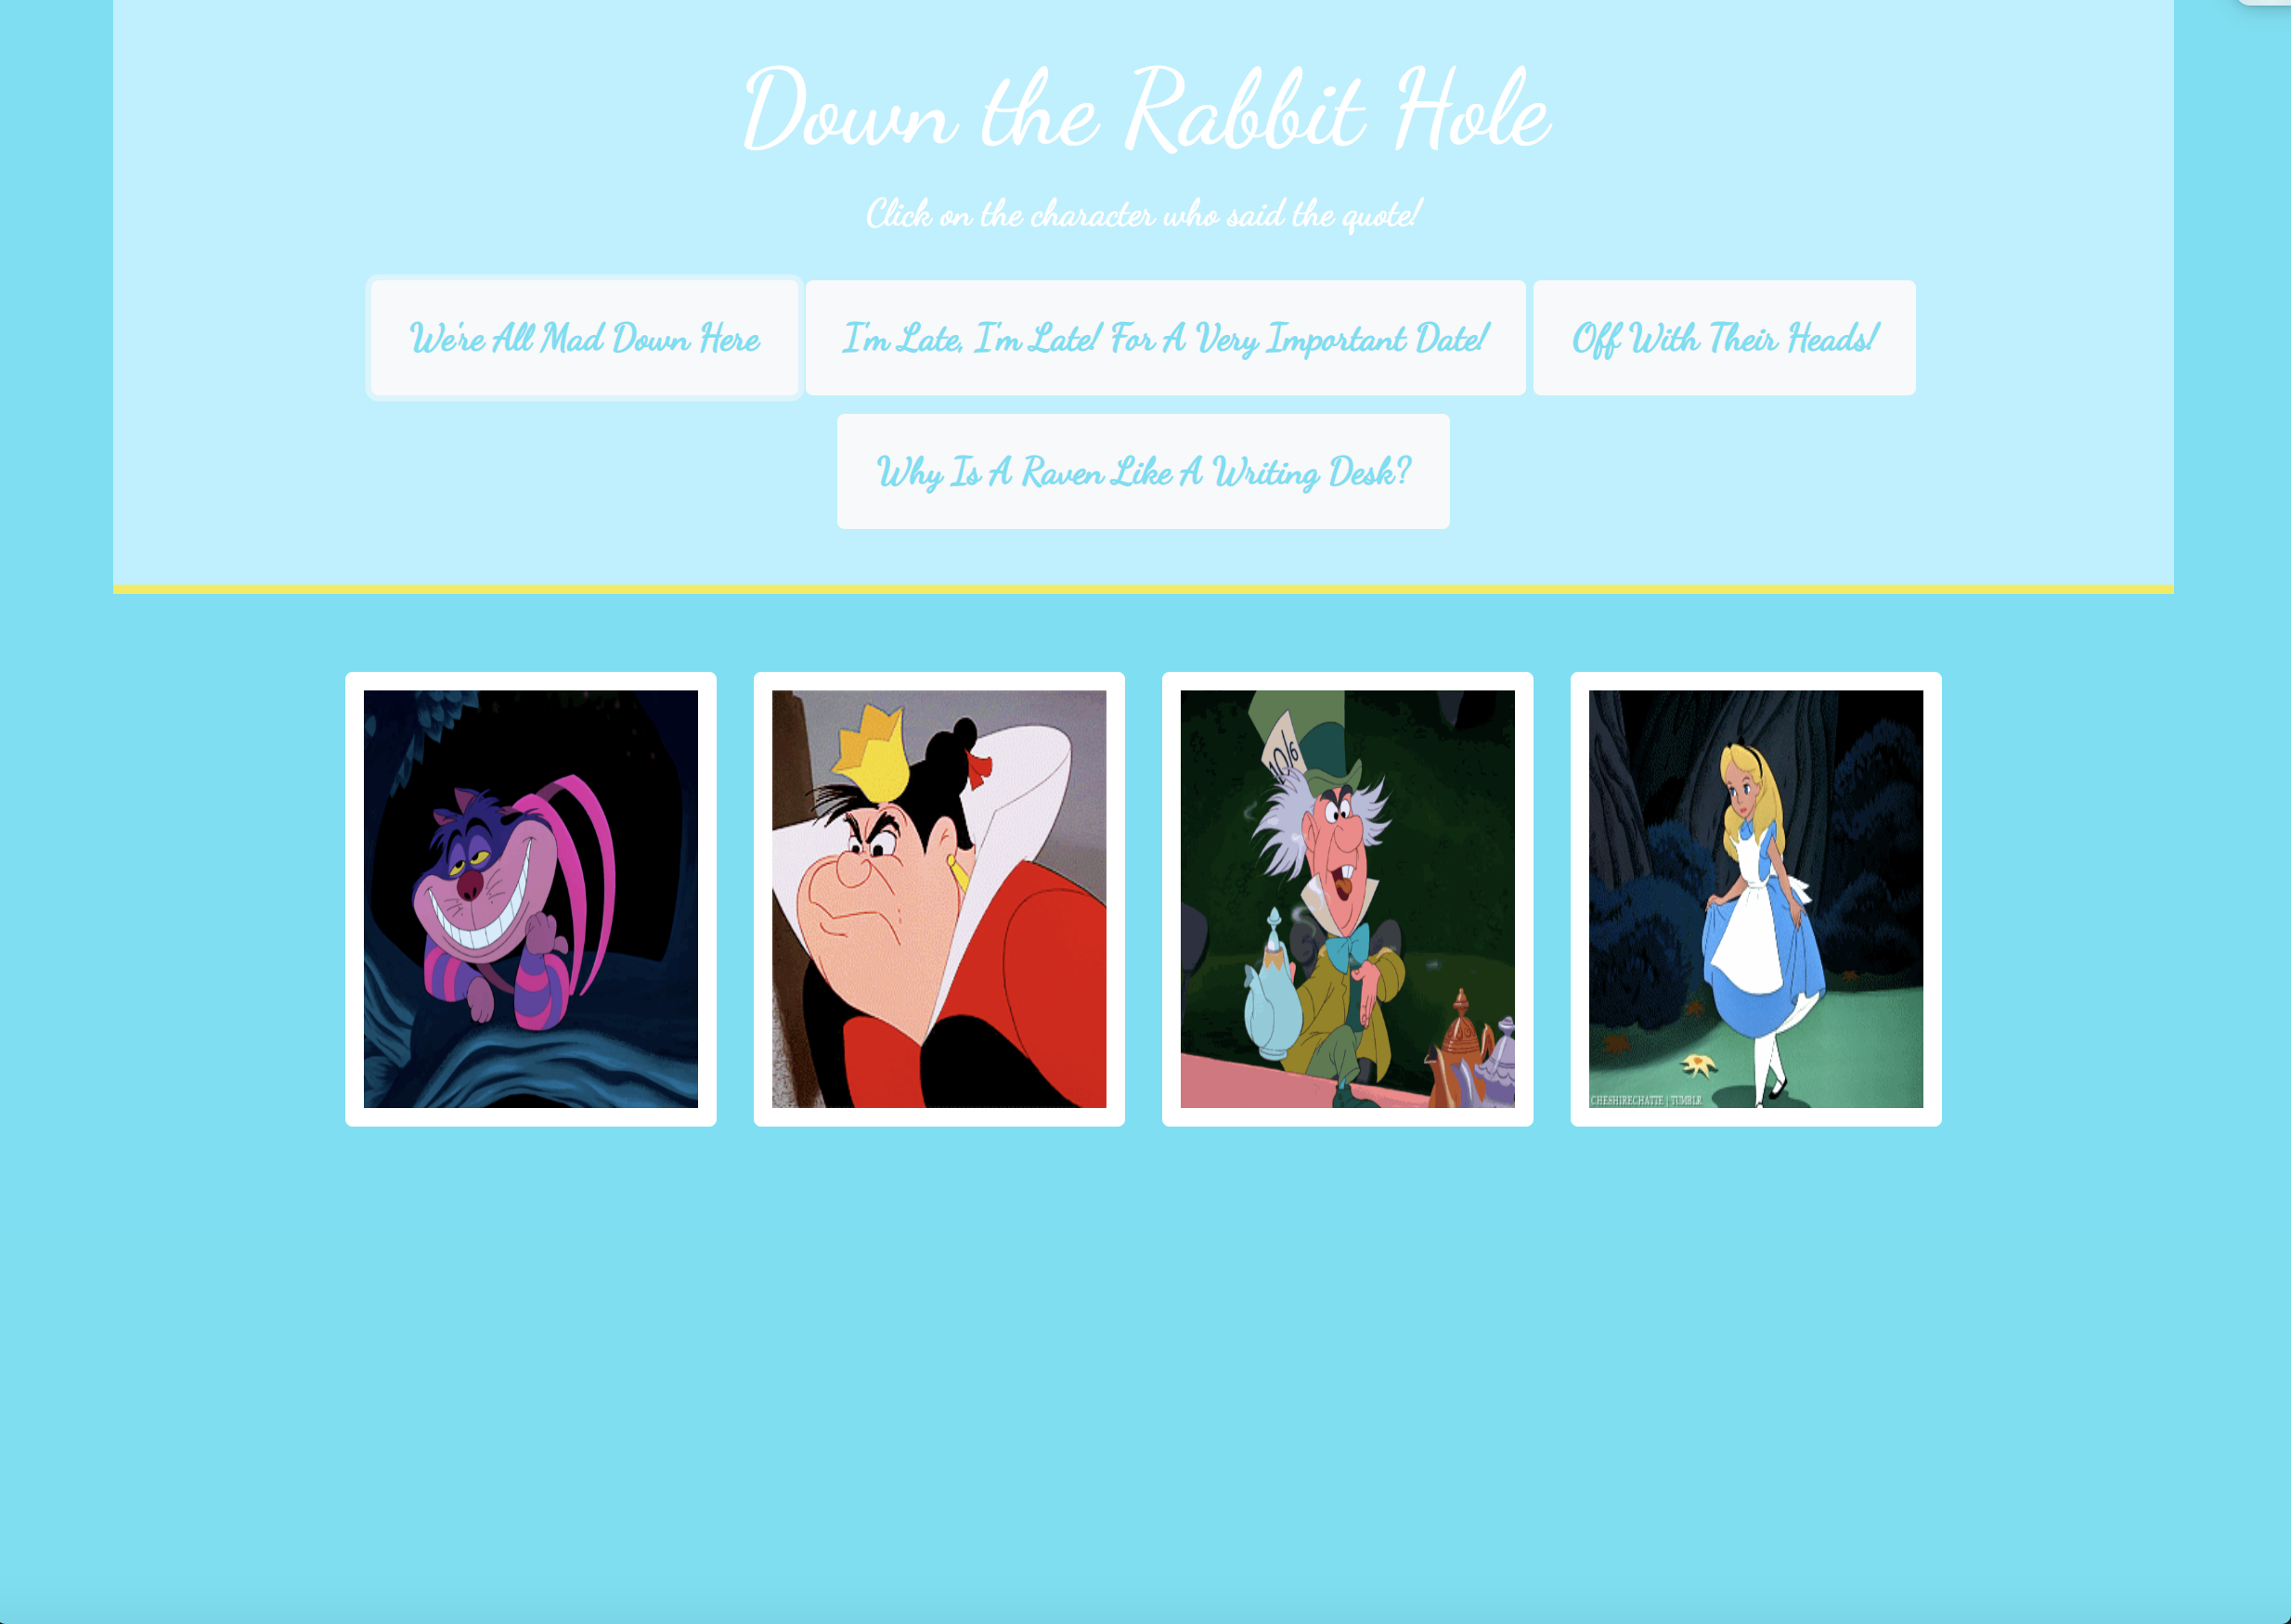 Down the Rabbit Hole
Click on the character who said the quote!
We're All Mad Down Here
I'm Late, I'm Late! For A Very Important Date!
Off With Their Heads!
Why Is A Raven Like A Writing Desk?
10/6
CHESHIRECHATTE | TUMBLR